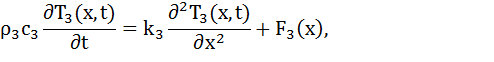 ρ₃c₃ ∂T₃(x,t)/∂t = k₃ ∂²T₃(x,t)/∂x² + F₃(x),